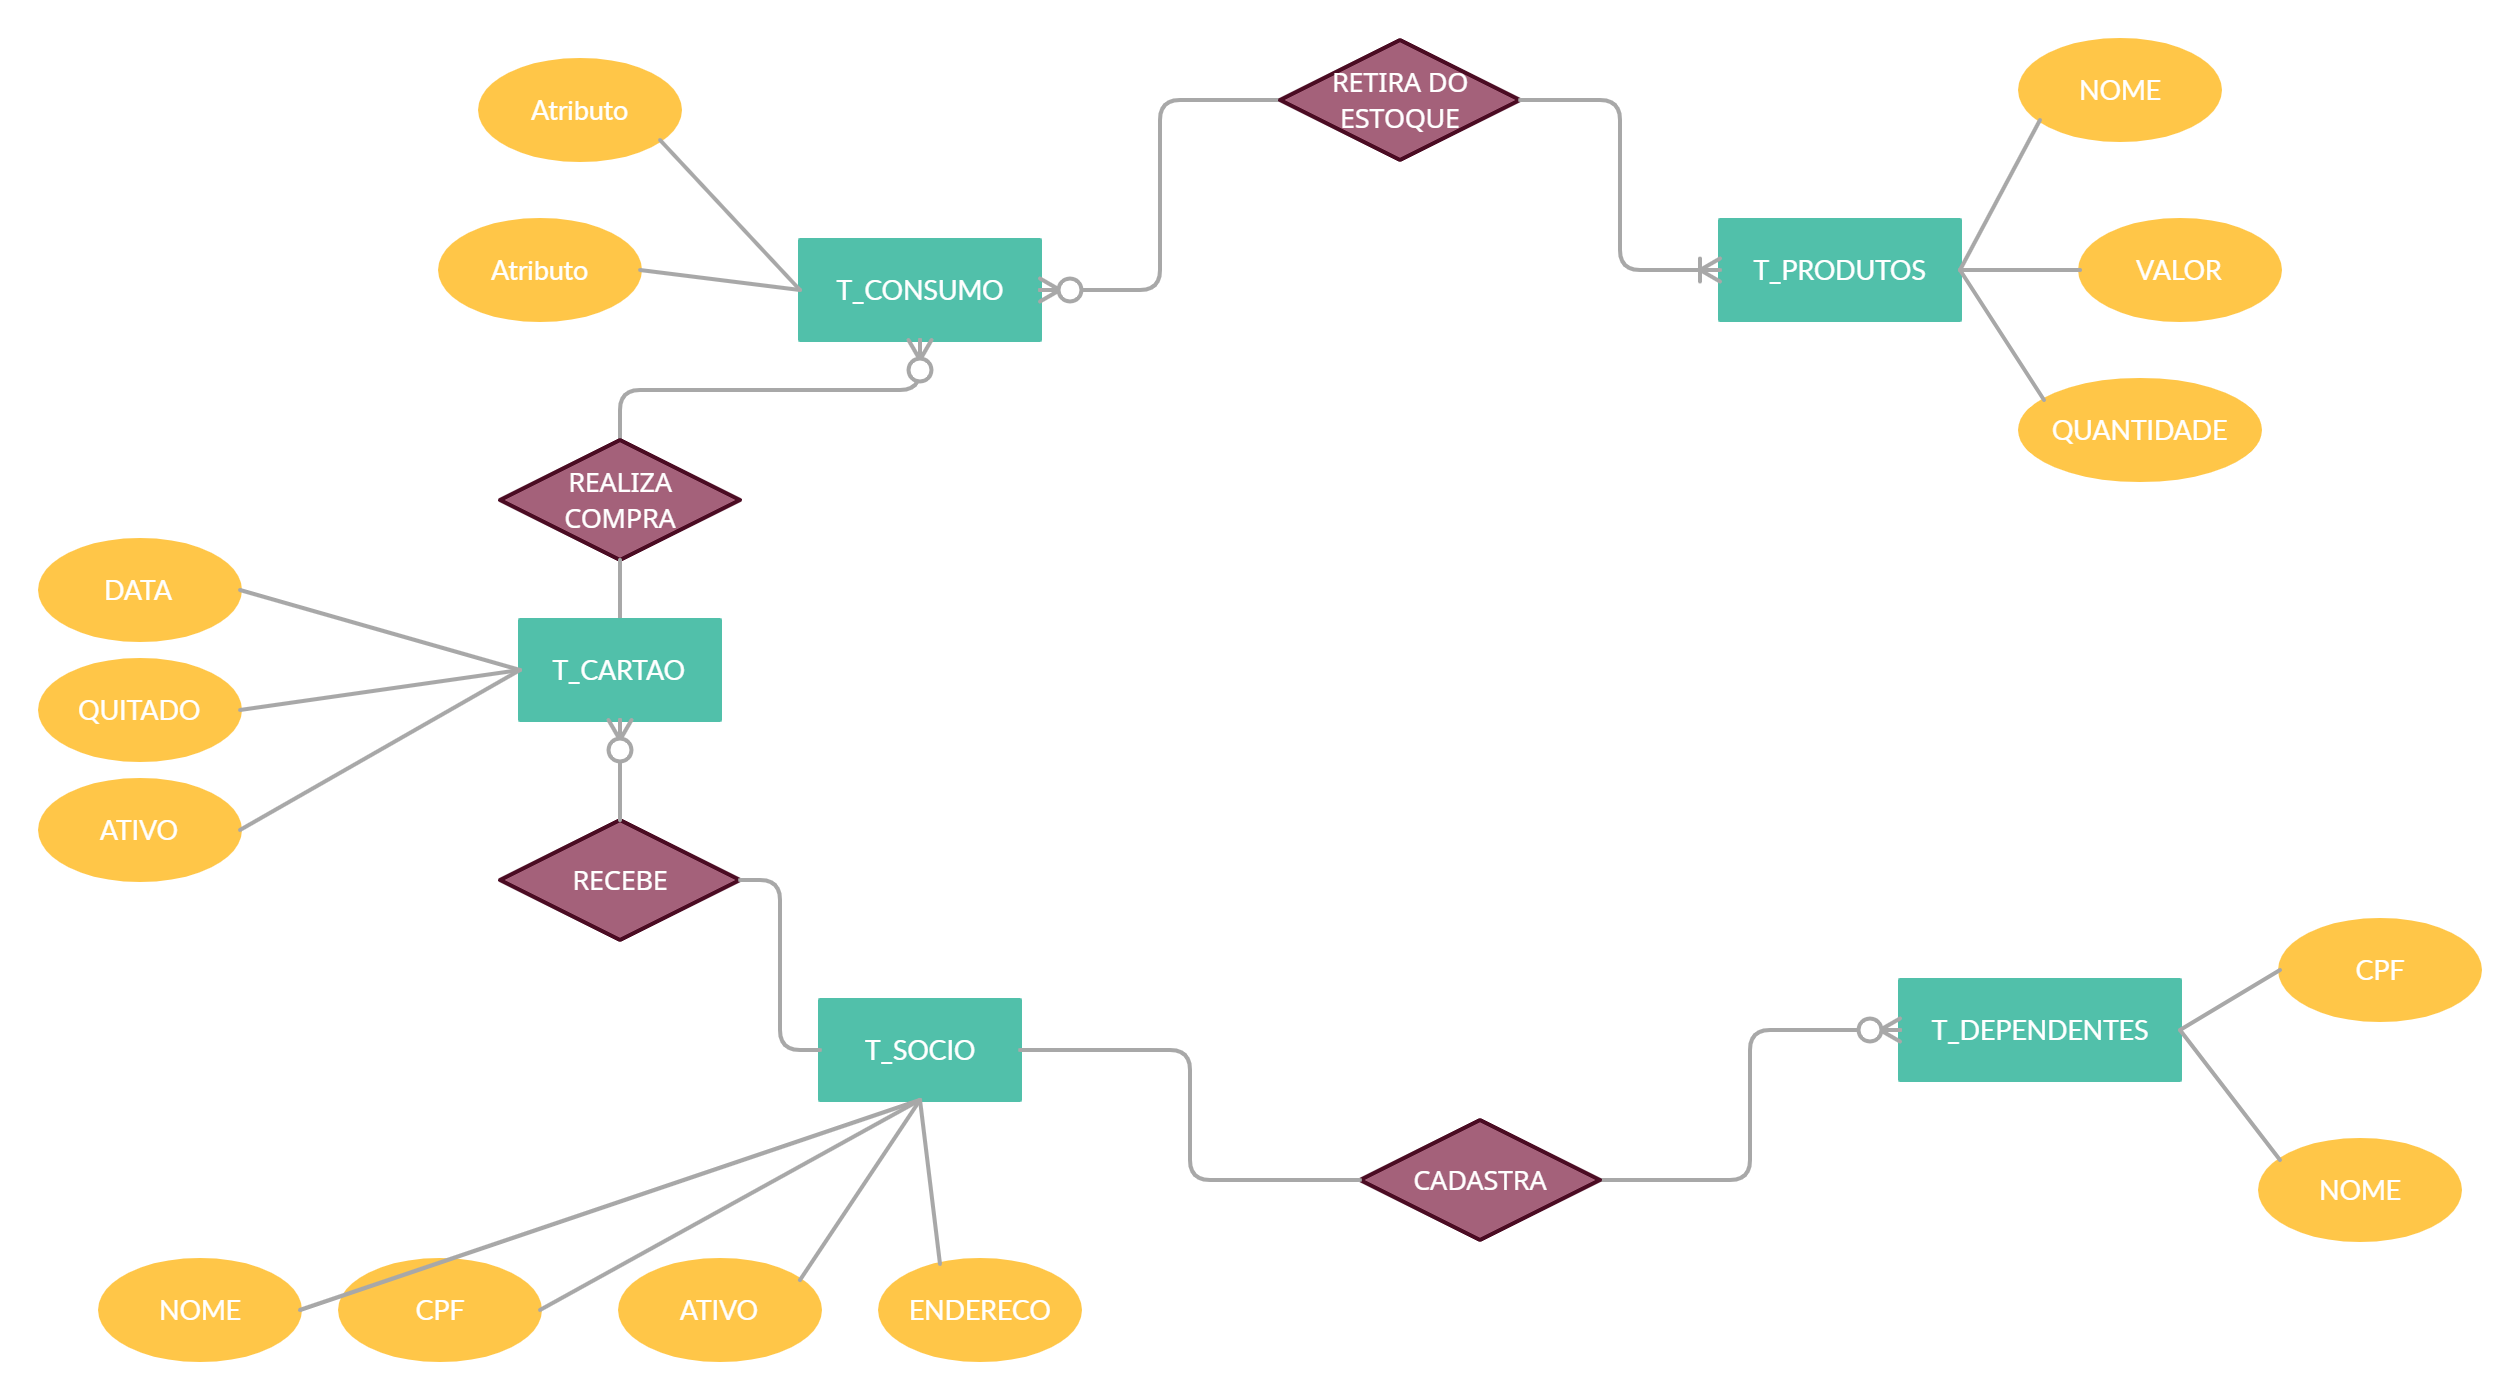 RETIRA DO
ESTOQUE
NOME
Atributo
Atributo
T_CONSUMO
T_PRODUTOS
VALOR
QUANTIDADE
REALIZA
COMPRA
DATA
T_CARTAO
QUITADO
ATIVO
RECEBE
T_SOCIO
T_DEPENDENTES
CPF
CADASTRA
NOME
NOME
CPF
ATIVO
ENDERECO